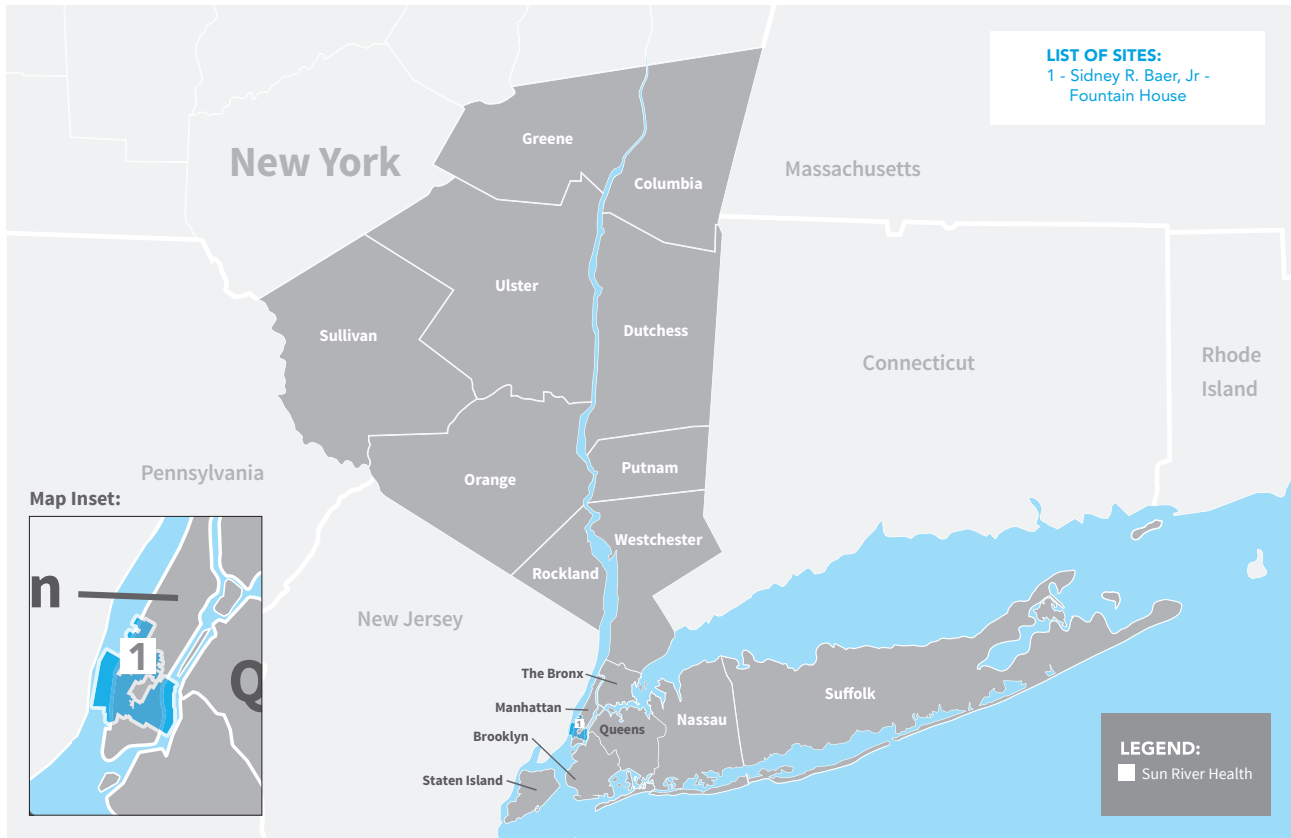 LIST OF SITES:
1 - Sidney R. Baer, Jr -
Fountain House
New York
Greene
Columbia
Massachusetts
Ulster
Sullivan
Dutchess
Connecticut
Rhode
Island
Pennsylvania
Orange
Putnam
Map Inset:
Westchester
Rockland
n
1
Q
New Jersey
The Bronx
Manhattan
1
Queens
Nassau
Suffolk
Brooklyn
Staten Island
LEGEND:
Sun River Health